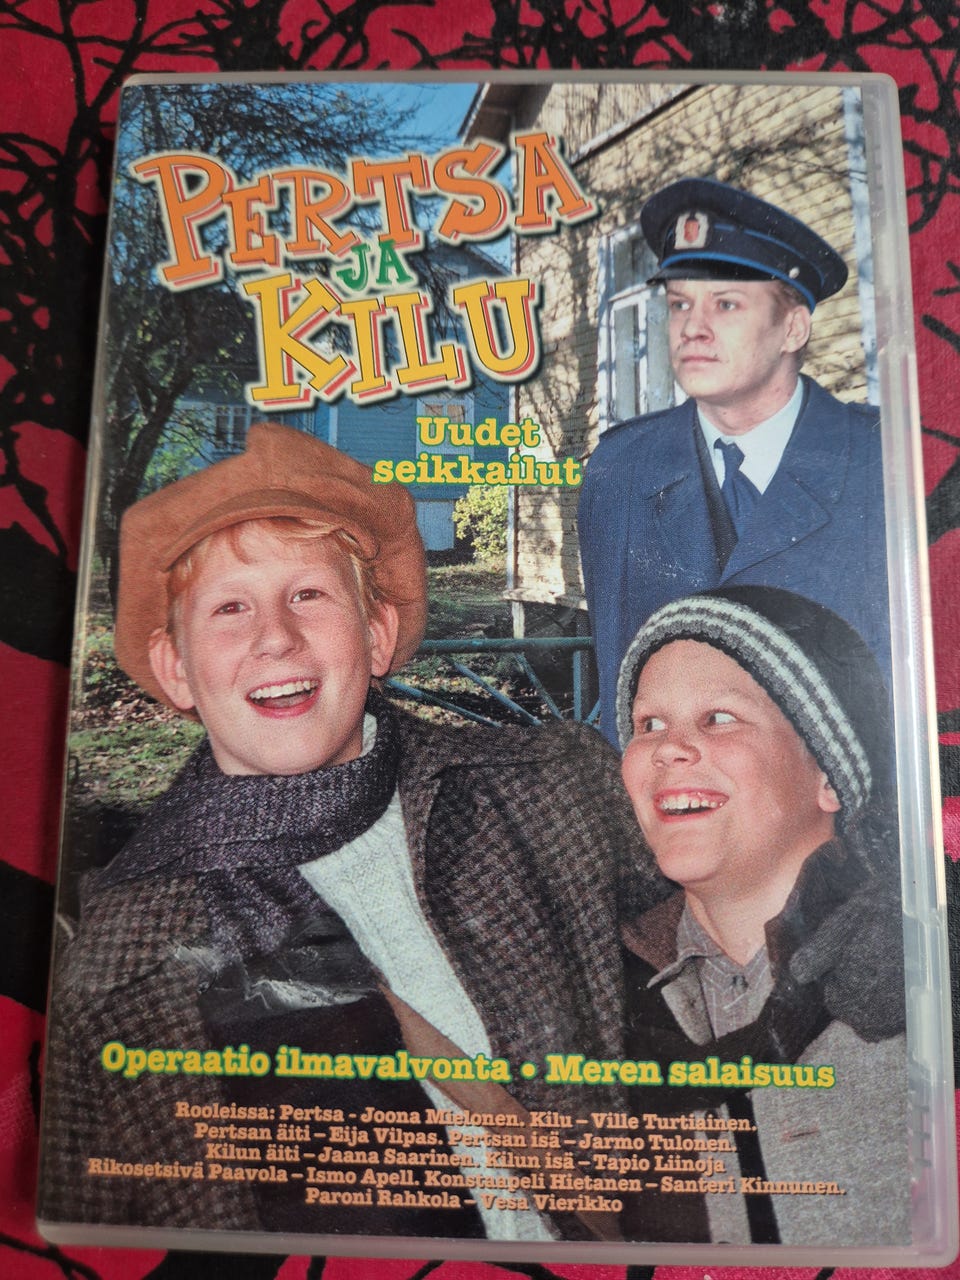 PERTSA
JA
KILU
Uudet
seikkailut
Operaatio ilmavalvonta • Meren salaisuus
Rooleissa: Pertsa - Joona Mielonen. Kilu – Ville Turtiainen.
Pertsan äiti – Eija Vilpas. Pertsan isä – Jarmo Tulonen.
Kilun äiti – Jaana Saarinen. Kilun isä – Tapio Liinoja
Rikosetsivä Paavola – Ismo Apell. Konstaapeli Hietanen – Santeri Kinnunen.
Paroni Rahkola – Vesa Vierikko